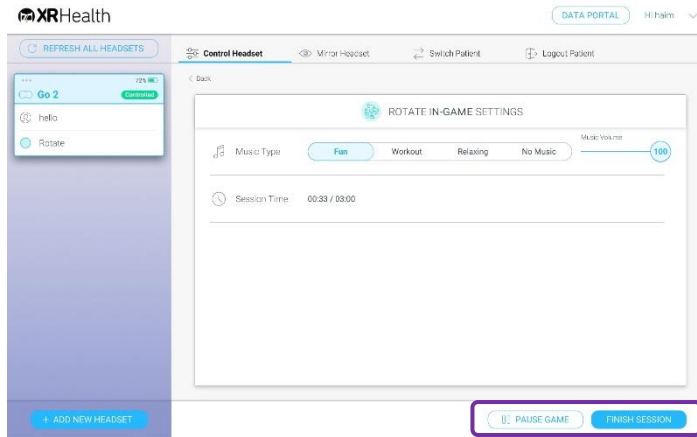 XRHealth
DATA PORTAL
Hi haim
REFRESH ALL HEADSETS
Control Headset
Mirror Headset
Switch Patient
Logout Patient
72%
Go 2
Controlled
hello
Rotate
< Back
ROTATE IN-GAME SETTINGS
Music Type
Fun
Workout
Relaxing
No Music
Music Volume
100
Session Time:
00:33 / 03:00
+ ADD NEW HEADSET
PAUSE GAME
FINISH SESSION